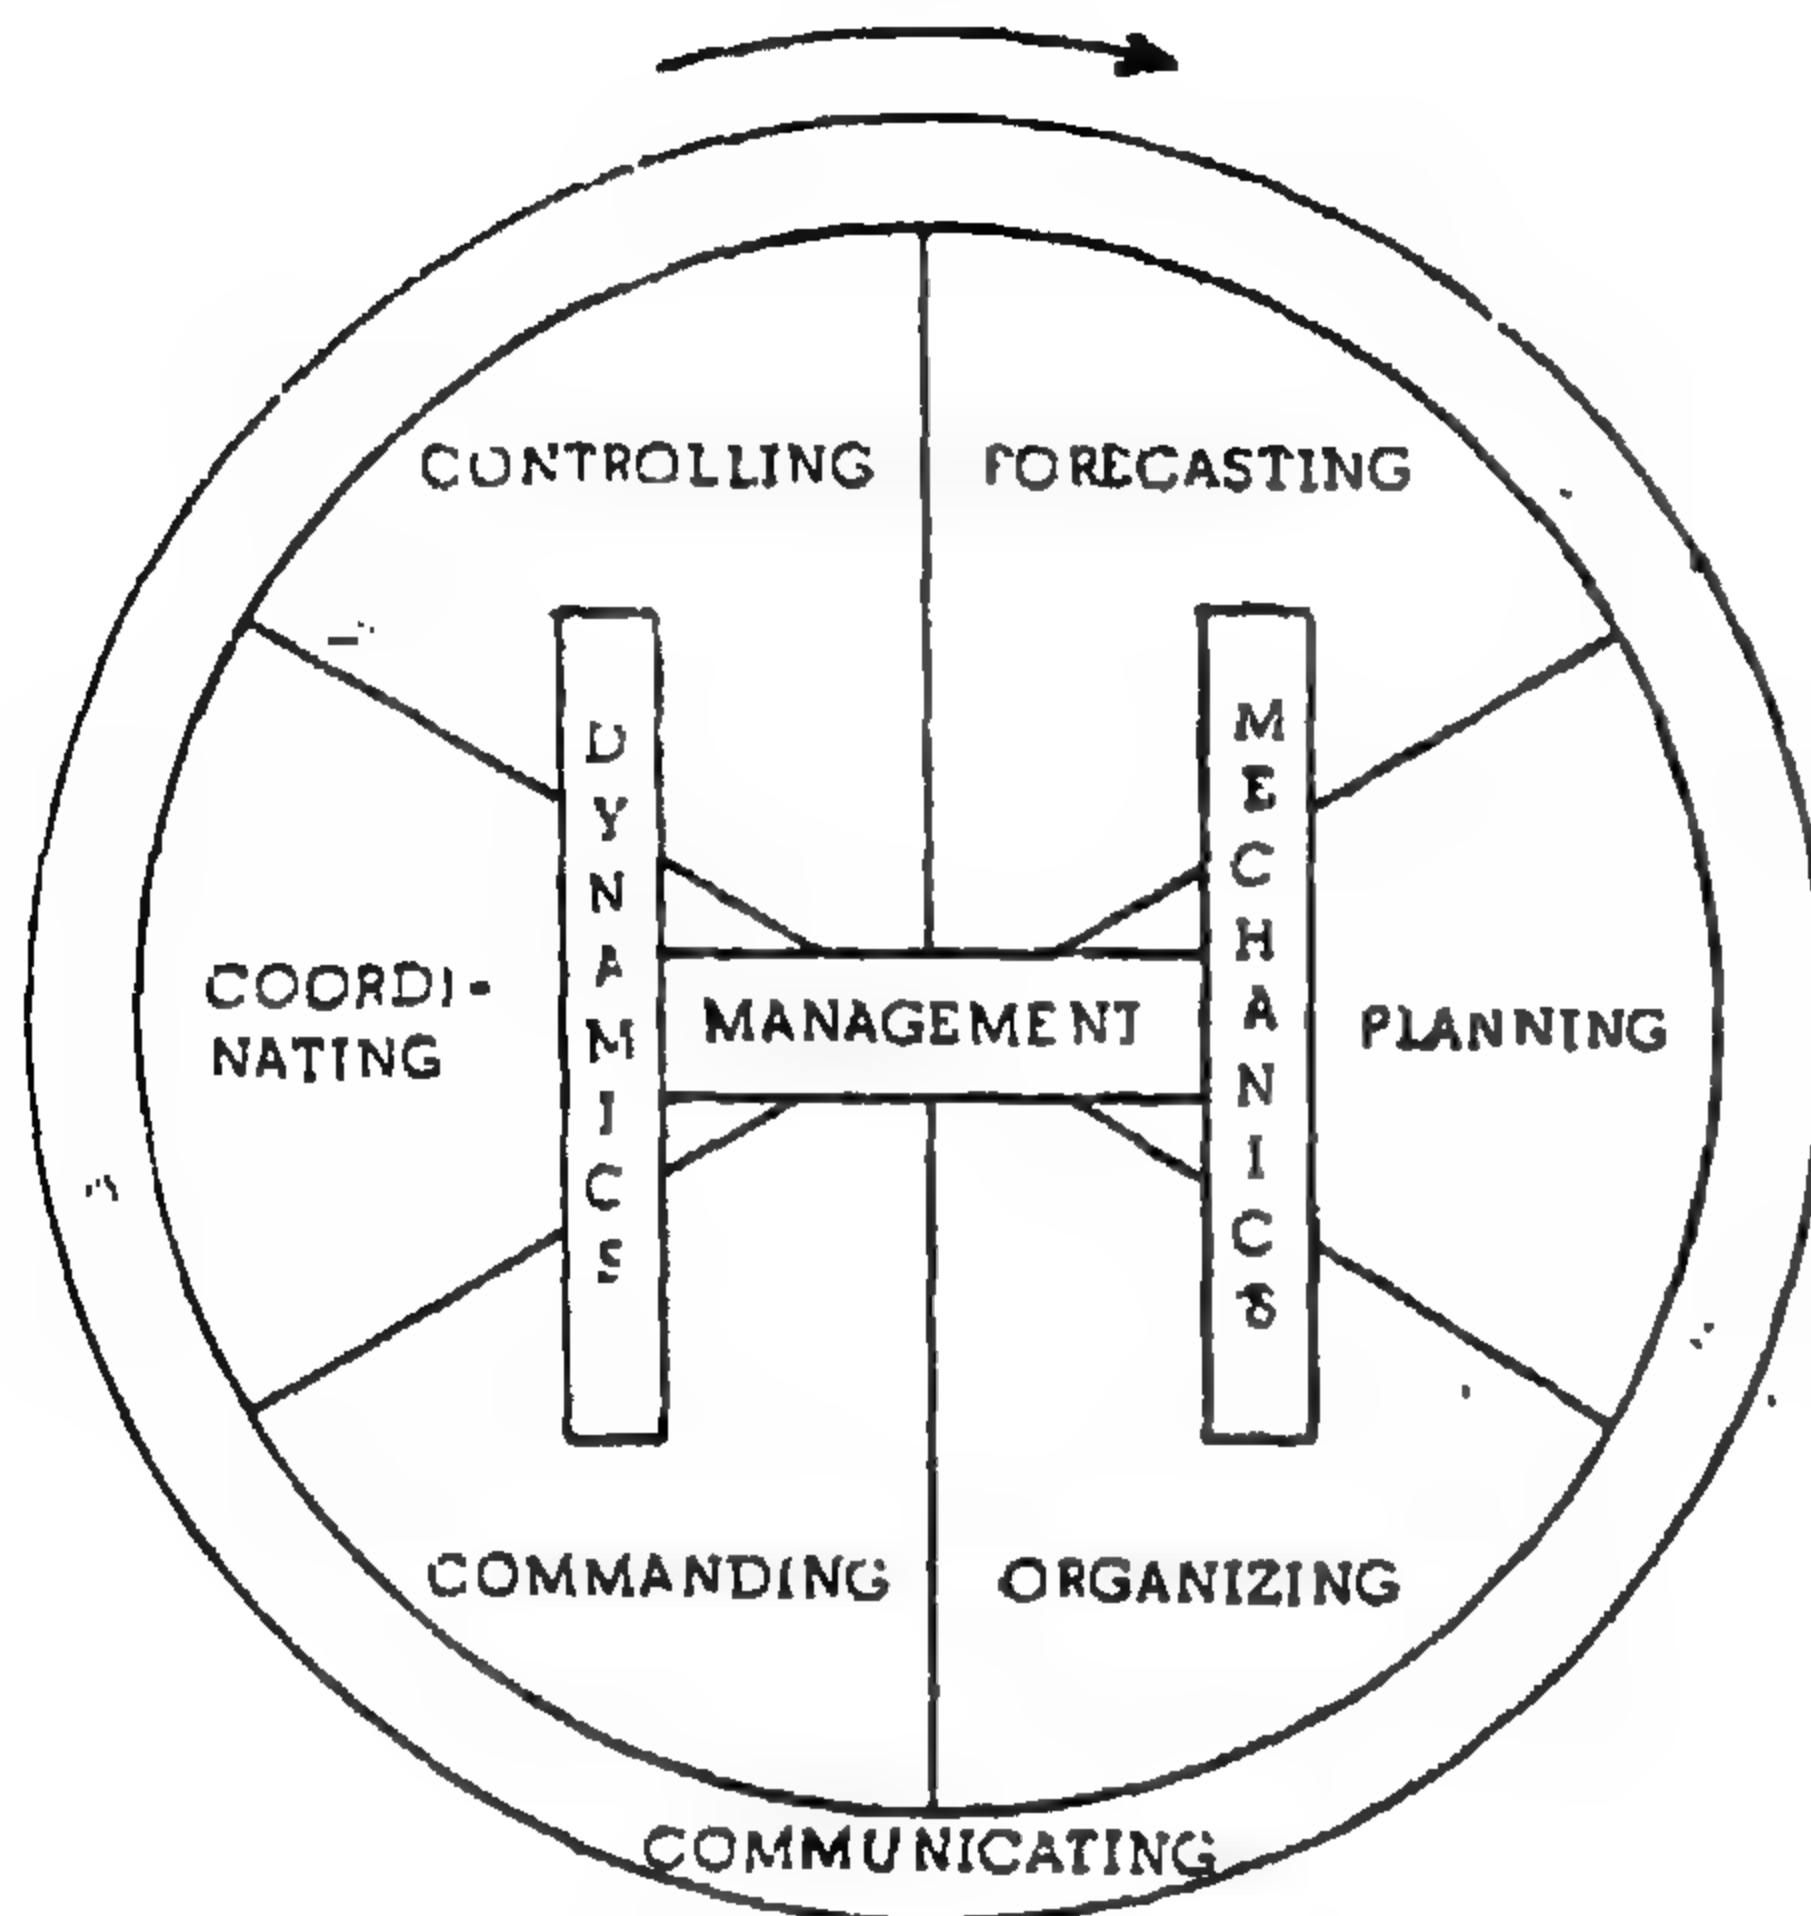 CONTROLLING
FORECASTING
DYNAMICS
MECHANICS
COORDI-
NATING
MANAGEMENT
PLANNING
COMMANDING
ORGANIZING
COMMUNICATING